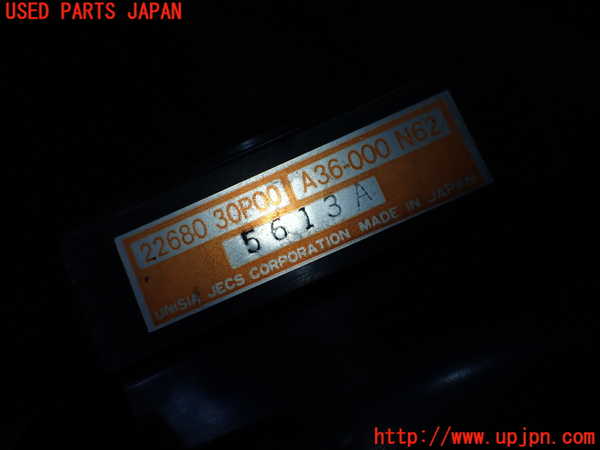 USED PARTS JAPAN
22680 30P00 A36-000 N62
5613A
UNISIA JECS CORPORATION MADE IN JAPAN
http://www.upjpn.com/